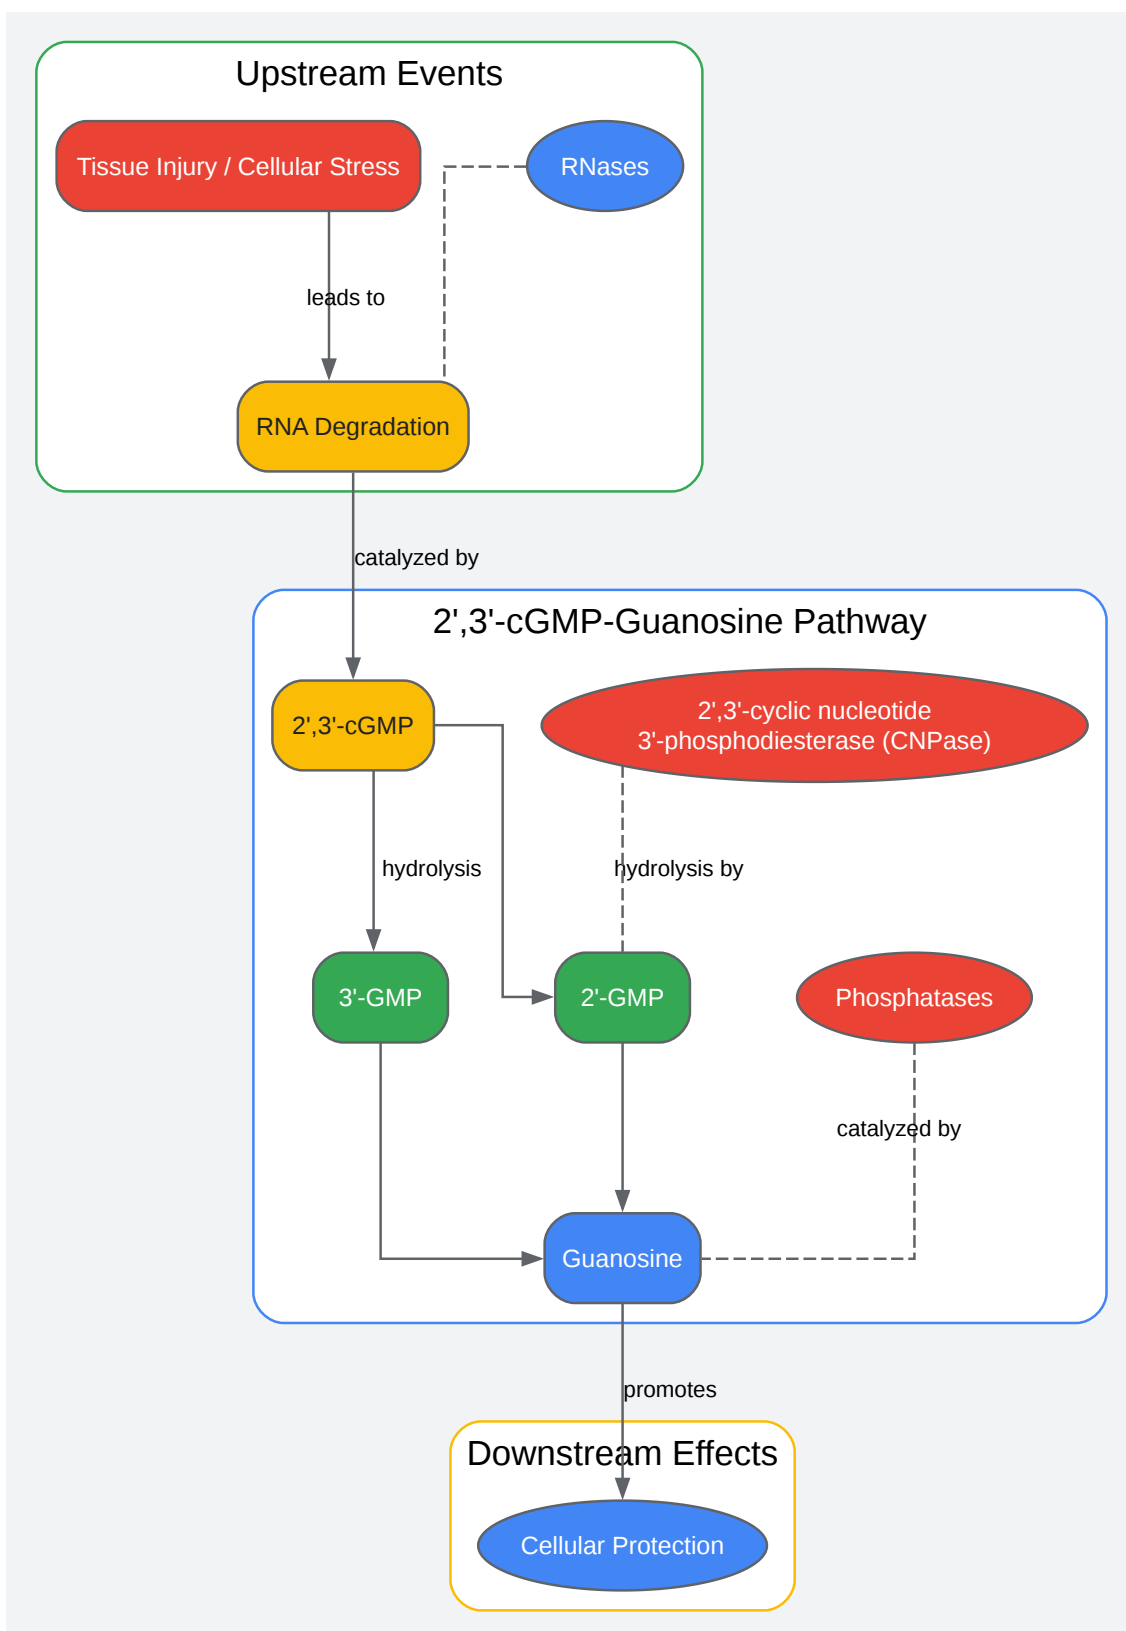 Upstream Events
Tissue Injury / Cellular Stress
RNases
leads to
RNA Degradation
catalyzed by
2',3'-cGMP-Guanosine Pathway
2',3'-cGMP
2',3'-cyclic nucleotide
3'-phosphodiesterase (CNPase)
hydrolysis
hydrolysis by
3'-GMP
2'-GMP
Phosphatases
catalyzed by
Guanosine
promotes
Downstream Effects
Cellular Protection